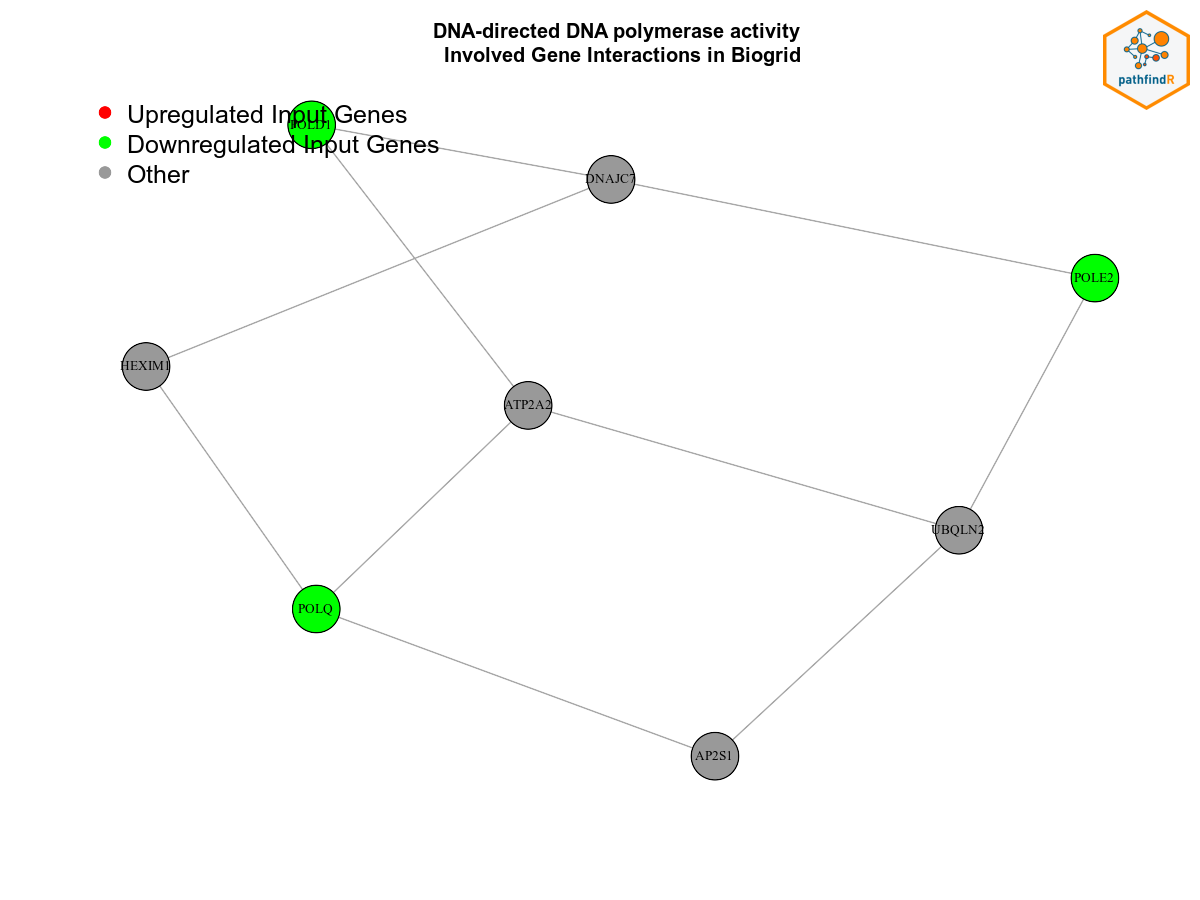 DNA-directed DNA polymerase activity
Involved Gene Interactions in Biogrid
pathfindR
Upregulated Input Genes
POLD1
Downregulated Input Genes
Other
DNAJC7
POLE2
HEXIM1
ATP2A2
UBQLN2
POLQ
AP2S1